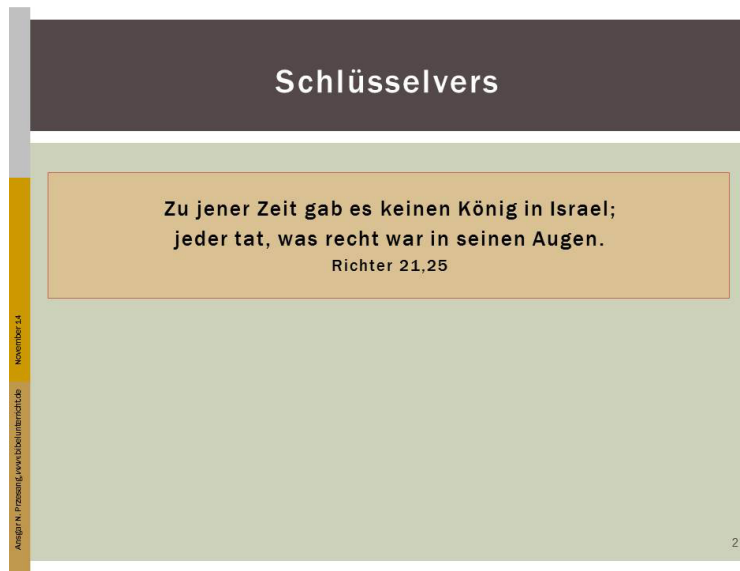 Schlüsselvers
Zu jener Zeit gab es keinen König in Israel;
jeder tat, was recht war in seinen Augen.
Richter 21,25
November 14
Ansgar N. Przesang, www.bibelunterricht.de
2